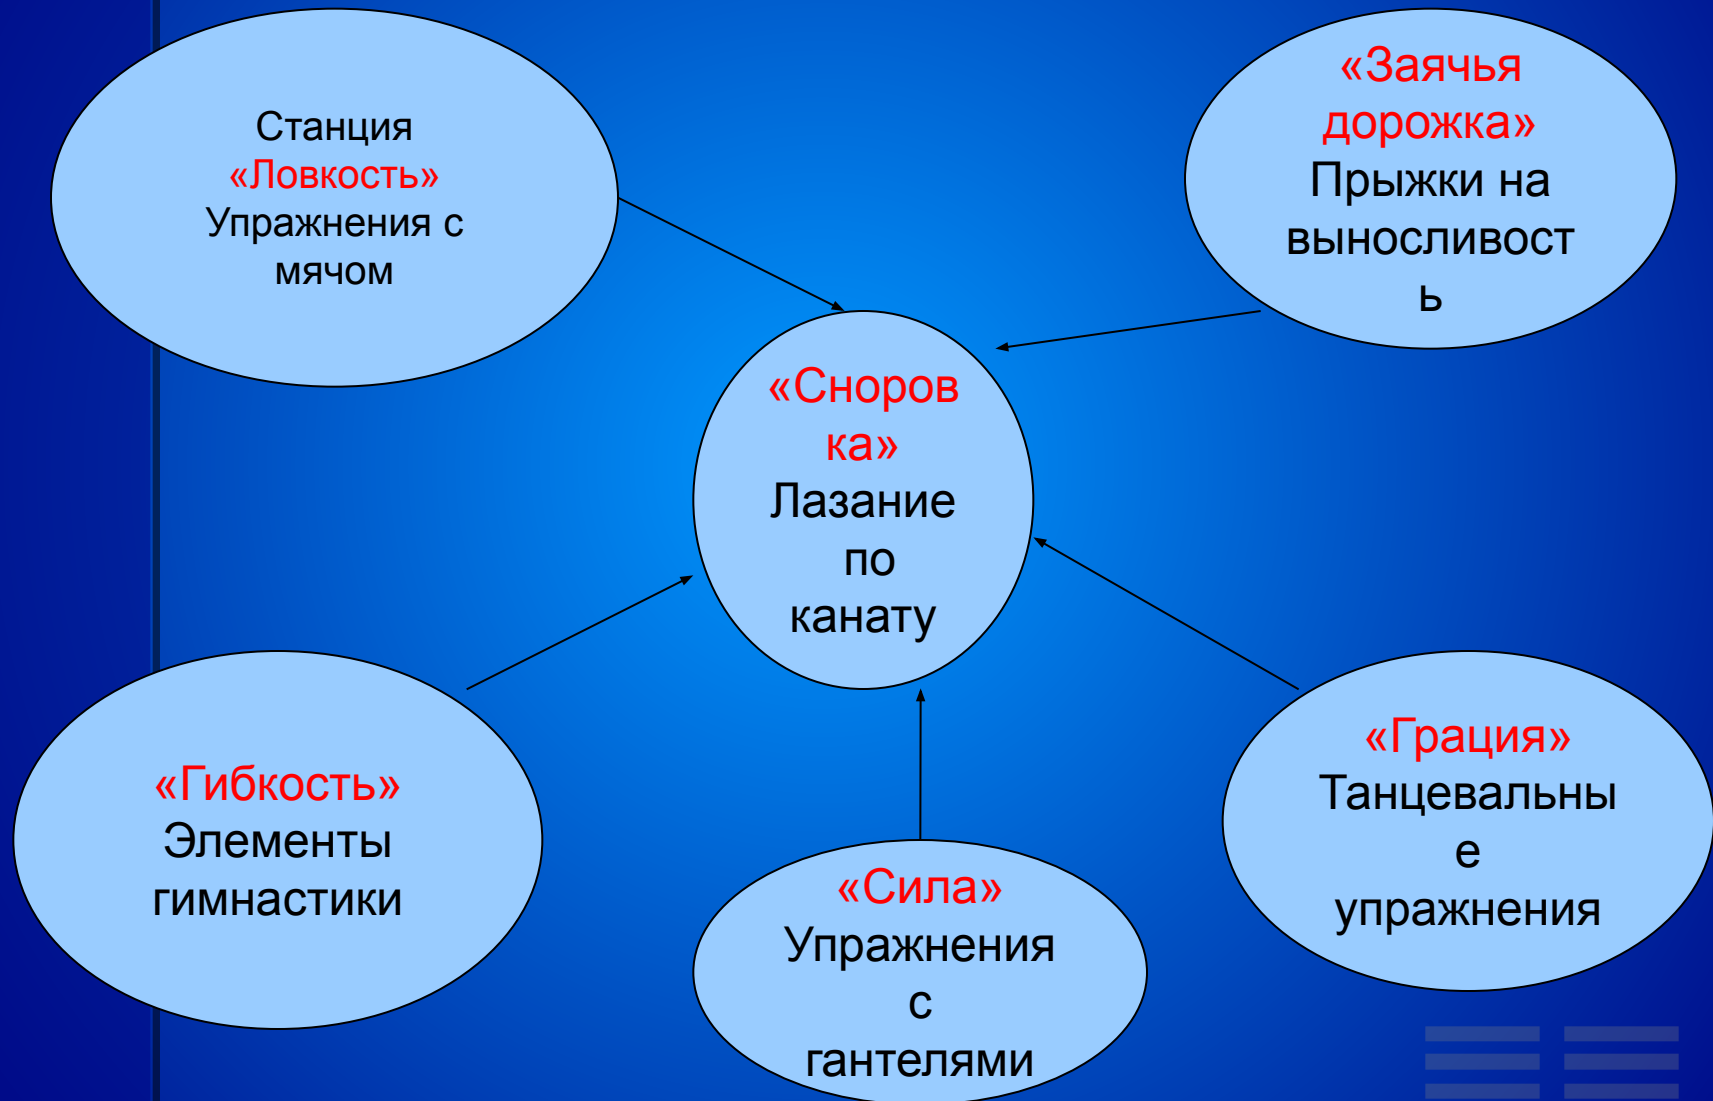 Станция
«Ловкость»
Упражнения с
мячом
«Заячья
дорожка»
Прыжки на
выносливост
ь
«Сноров
ка»
Лазание
по
канату
«Гибкость»
Элементы
гимнастики
«Сила»
Упражнения
с
гантелями
«Грация»
Танцевальны
е
упражнения